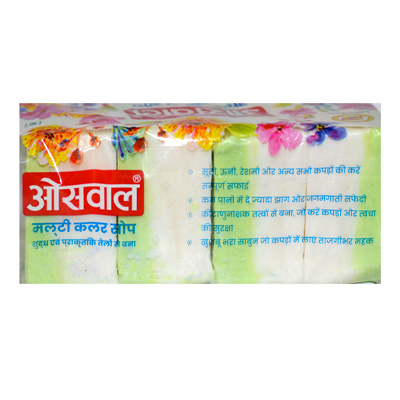 ओसवाल®
मल्टी कलर सोप
शुद्ध एवं प्राकृतिक तेलों से बना
सूती, ऊनी, रेशमी और अन्य सभी कपड़ों की करें
सम्पूर्ण सफाई
कम पानी में दे ज्यादा झाग और जगमगाती सफेदी
कीटाणुनाशक तत्वों से बना, जो करें कपड़ों और त्वचा
की सुरक्षा
खुशबू भरा साबुन जो कपड़ों में लाए ताजगीभर महक